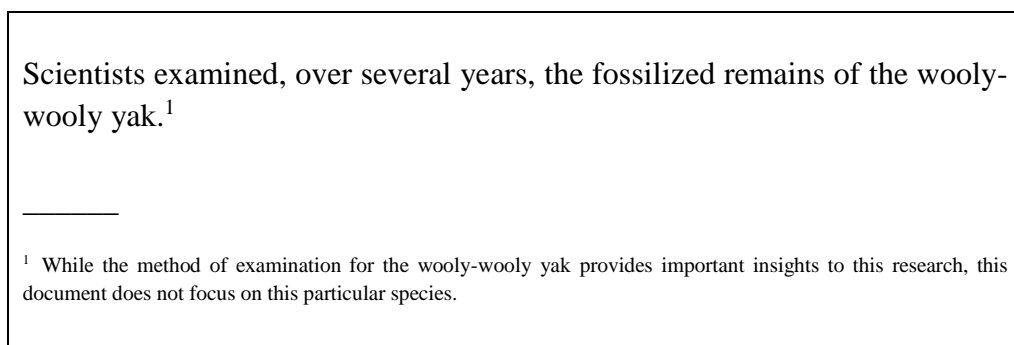 Scientists examined, over several years, the fossilized remains of the wooly-
wooly yak.1
______
1 While the method of examination for the wooly-wooly yak provides important insights to this research, this
document does not focus on this particular species.